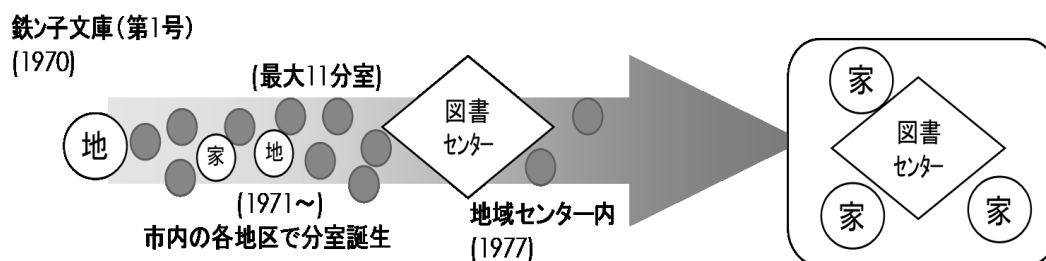 鉄ン子文庫(第1号)
(1970)
(最大11分室)
地
家
地
(1971～)
市内の各地区で分室誕生
図書
センター
地域センター内
(1977)
家
図書
センター
家
家